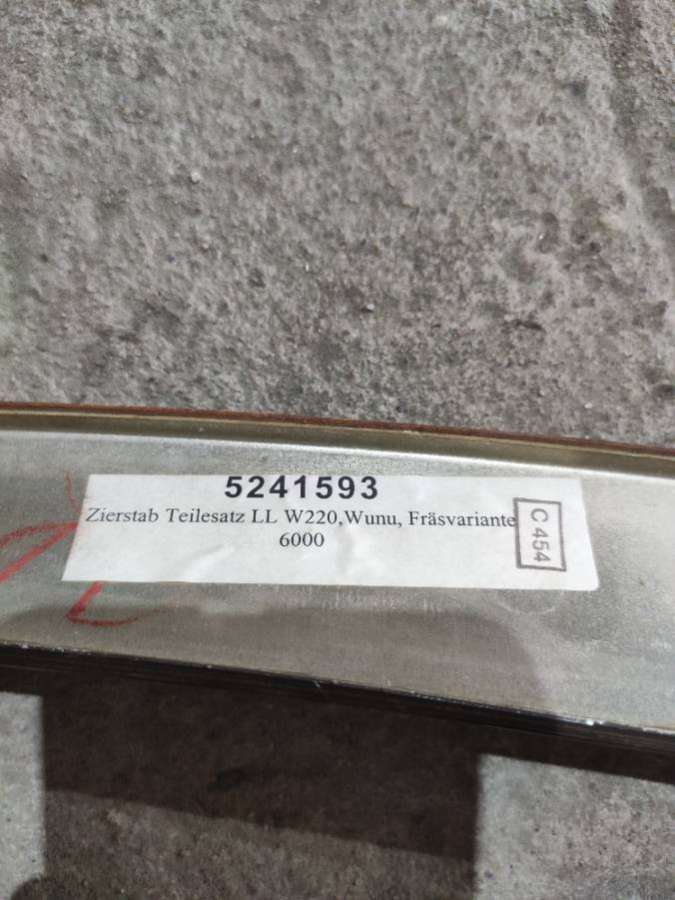 5241593
Zierstab Teilesatz LL W220,Wunu, Fräsvariante
6000
C 454